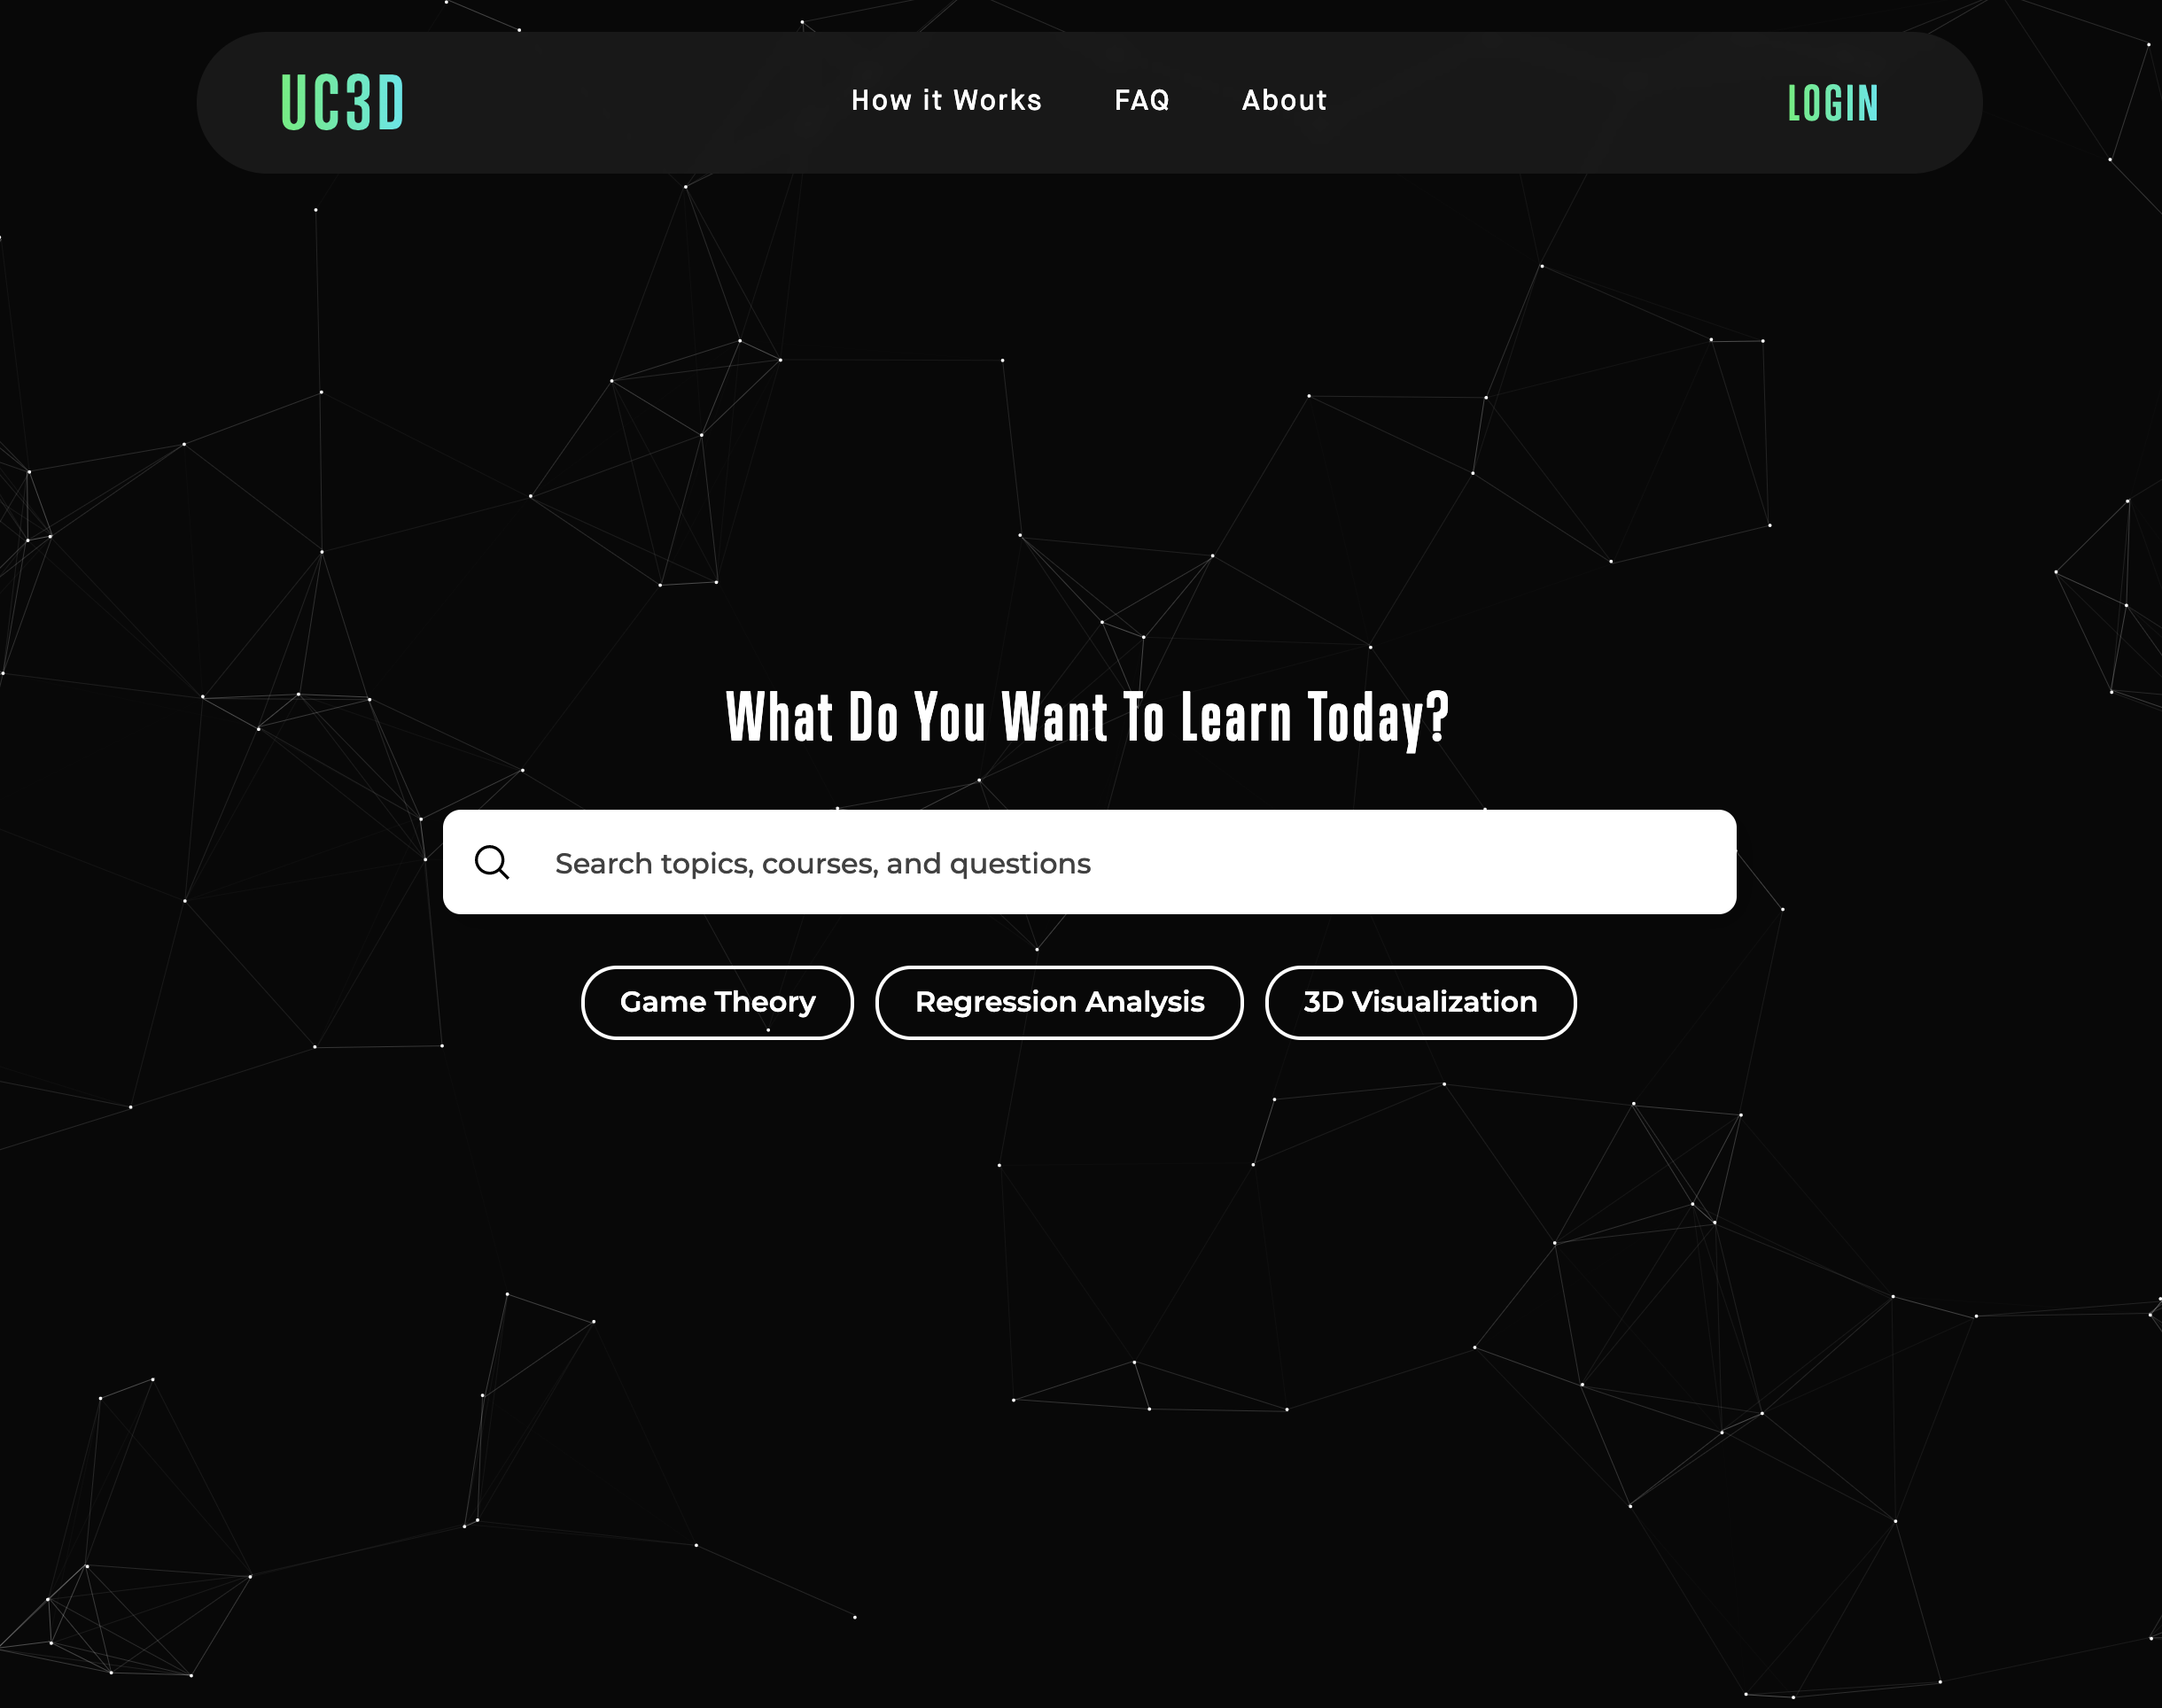 UC3D
How it Works
FAQ
About
LOGIN
What Do You Want To Learn Today?
Search topics, courses, and questions
Game Theory
Regression Analysis
3D Visualization